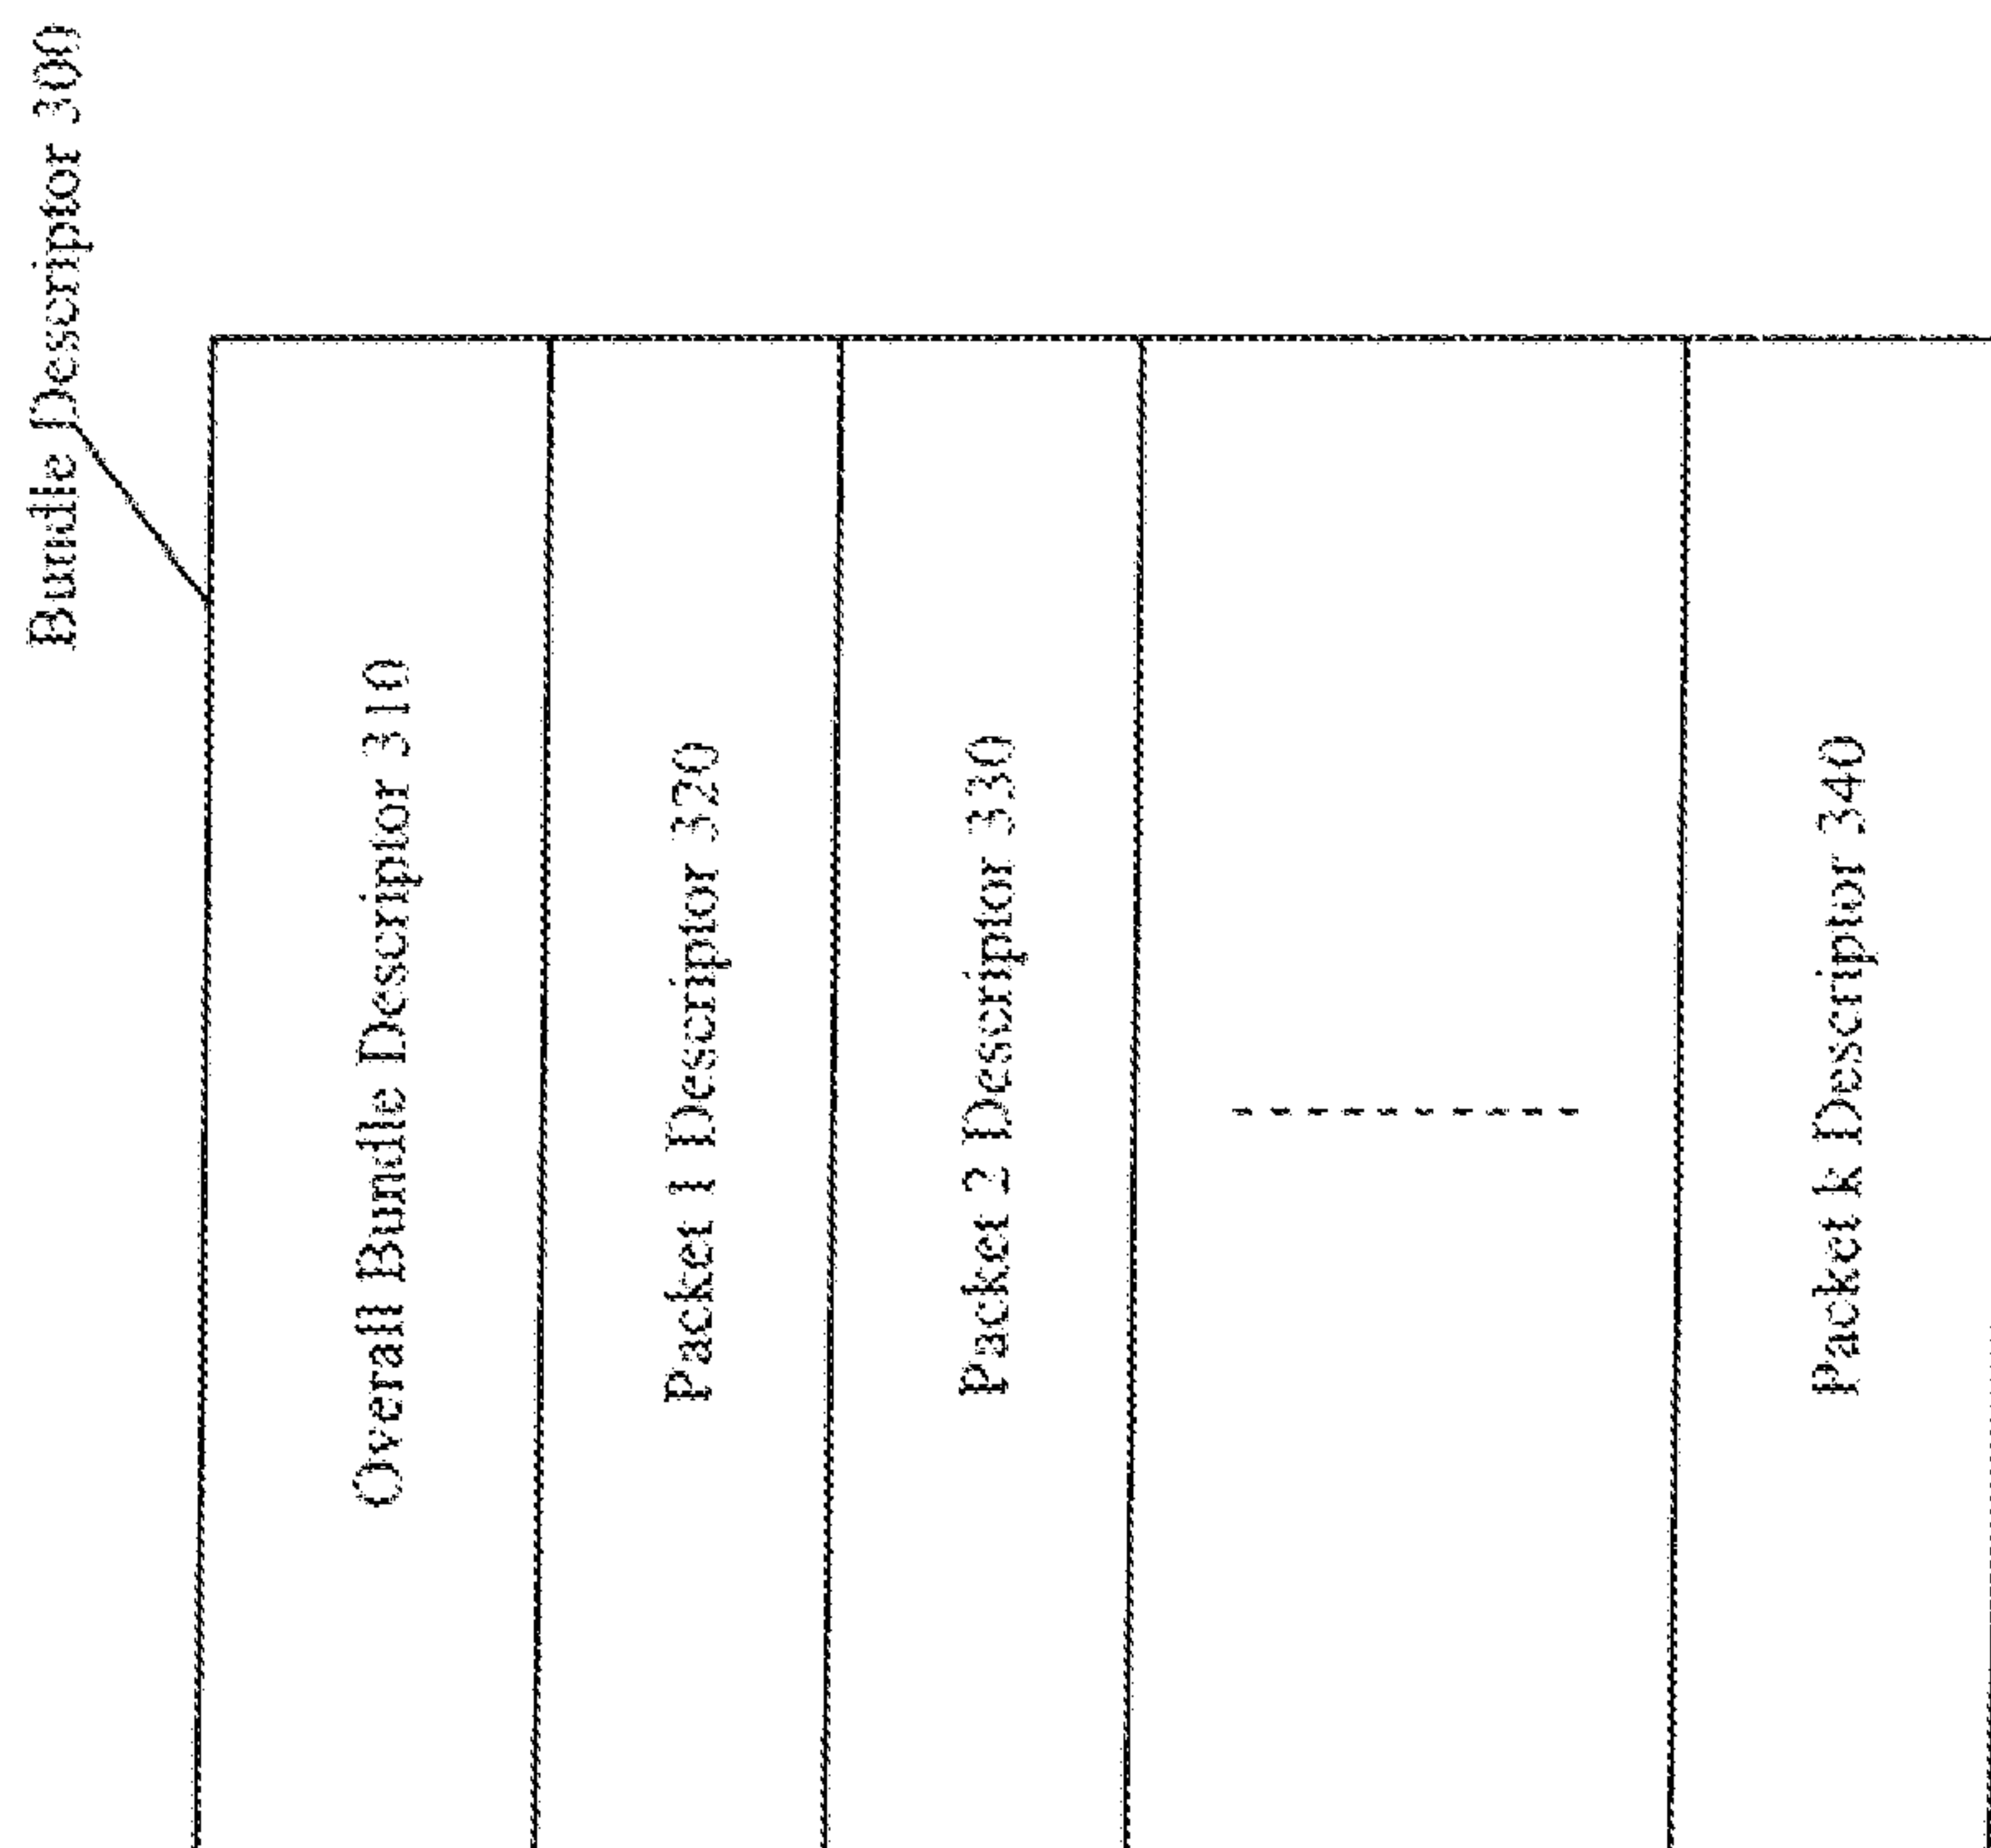 Bundle Descriptor 300
Overall Bundle Descriptor 310
Packet 1 Descriptor 320
Packet 2 Descriptor 330
Packet k Descriptor 340